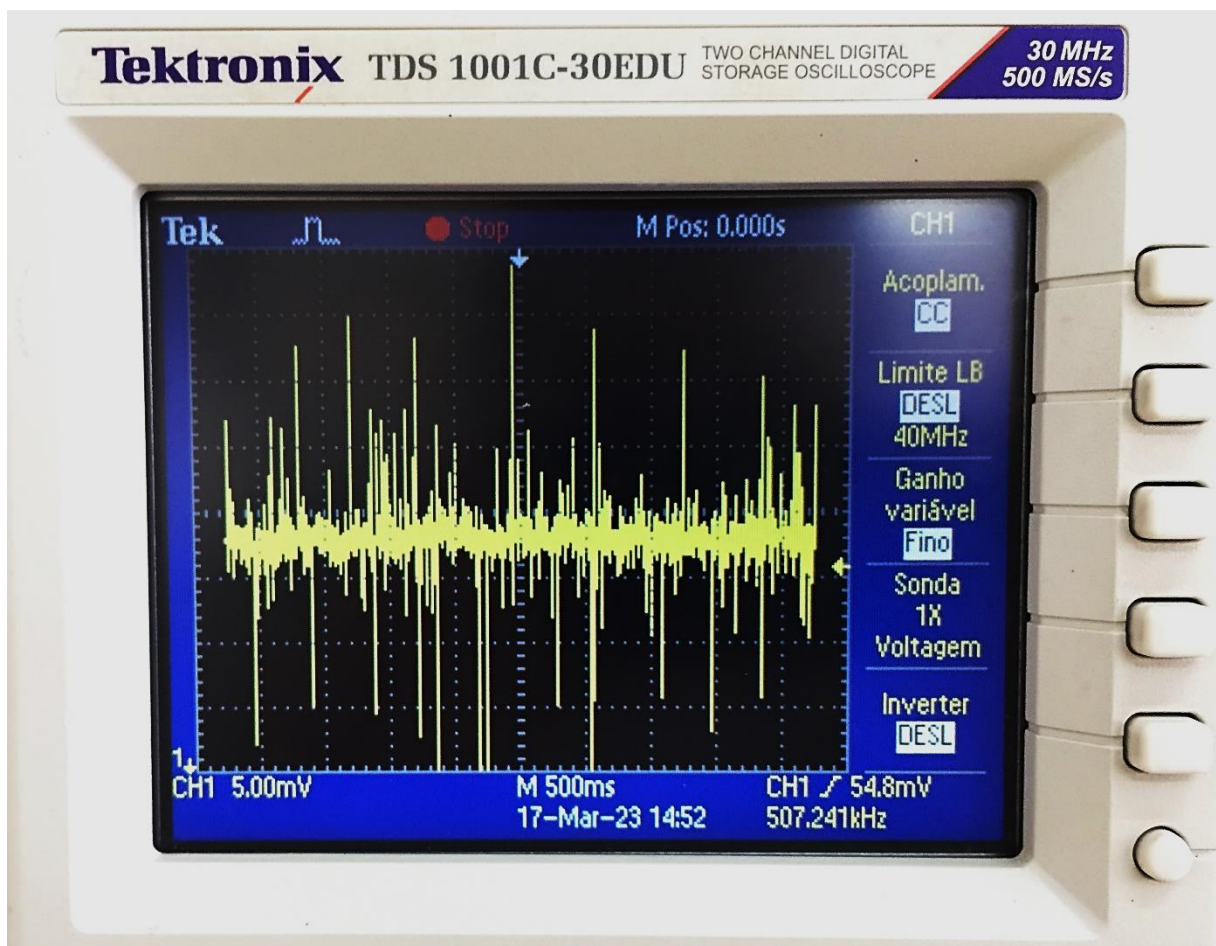 Tektronix TDS 1001C-30EDU TWO CHANNEL DIGITAL
STORAGE OSCILLOSCOPE
30 MHz
500 MS/s
Tek Stop M Pos: 0.000s CH1
Acoplam.
CC
Limite LB
DESL
40MHz
Ganho
variável
Fino
Sonda
1X
Voltagem
Inverter
DESL
1
CH1 5.00mV M 500ms CH1 54.8mV
17-Mar-23 14:52 507.241kHz